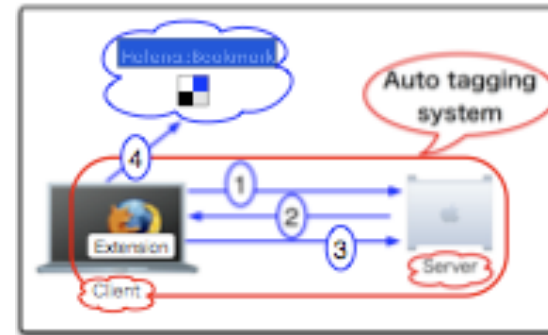 Auto tagging
system
4
1
2
3
Extension
Server
Client